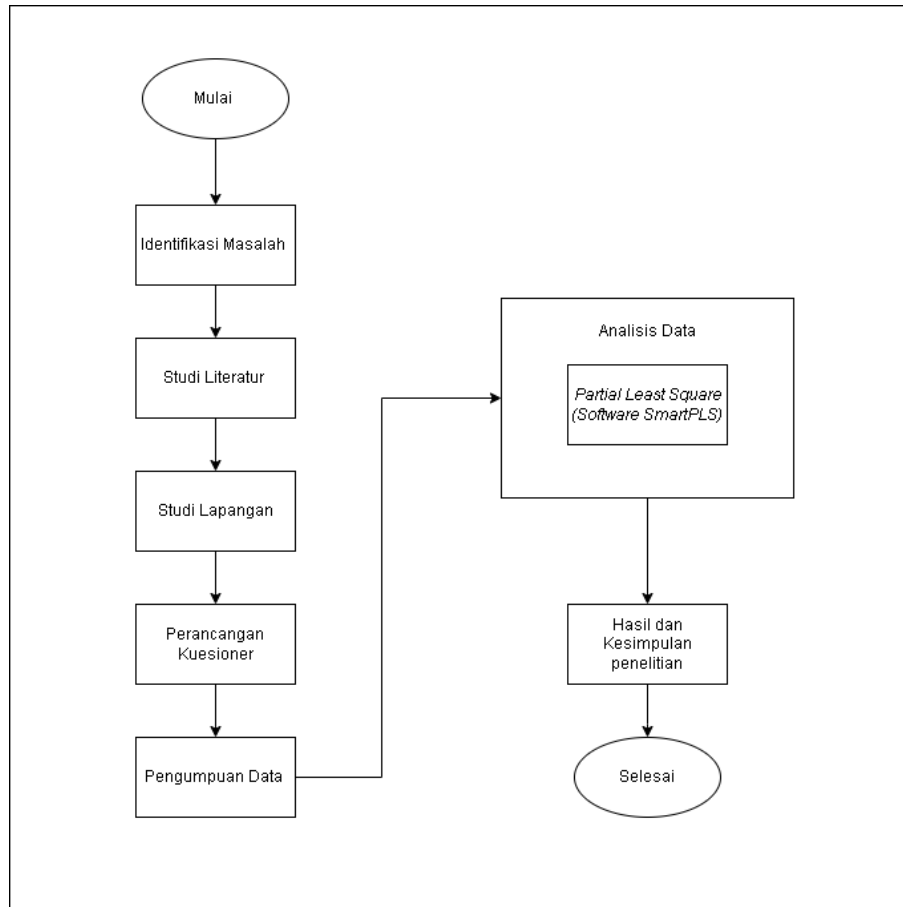 Mulai
Identifikasi Masalah
Studi Literatur
Studi Lapangan
Perancangan
Kuesioner
Pengumpuan Data
Analisis Data
Partial Least Square
(Software SmartPLS)
Hasil dan
Kesimpulan
penelitian
Selesai